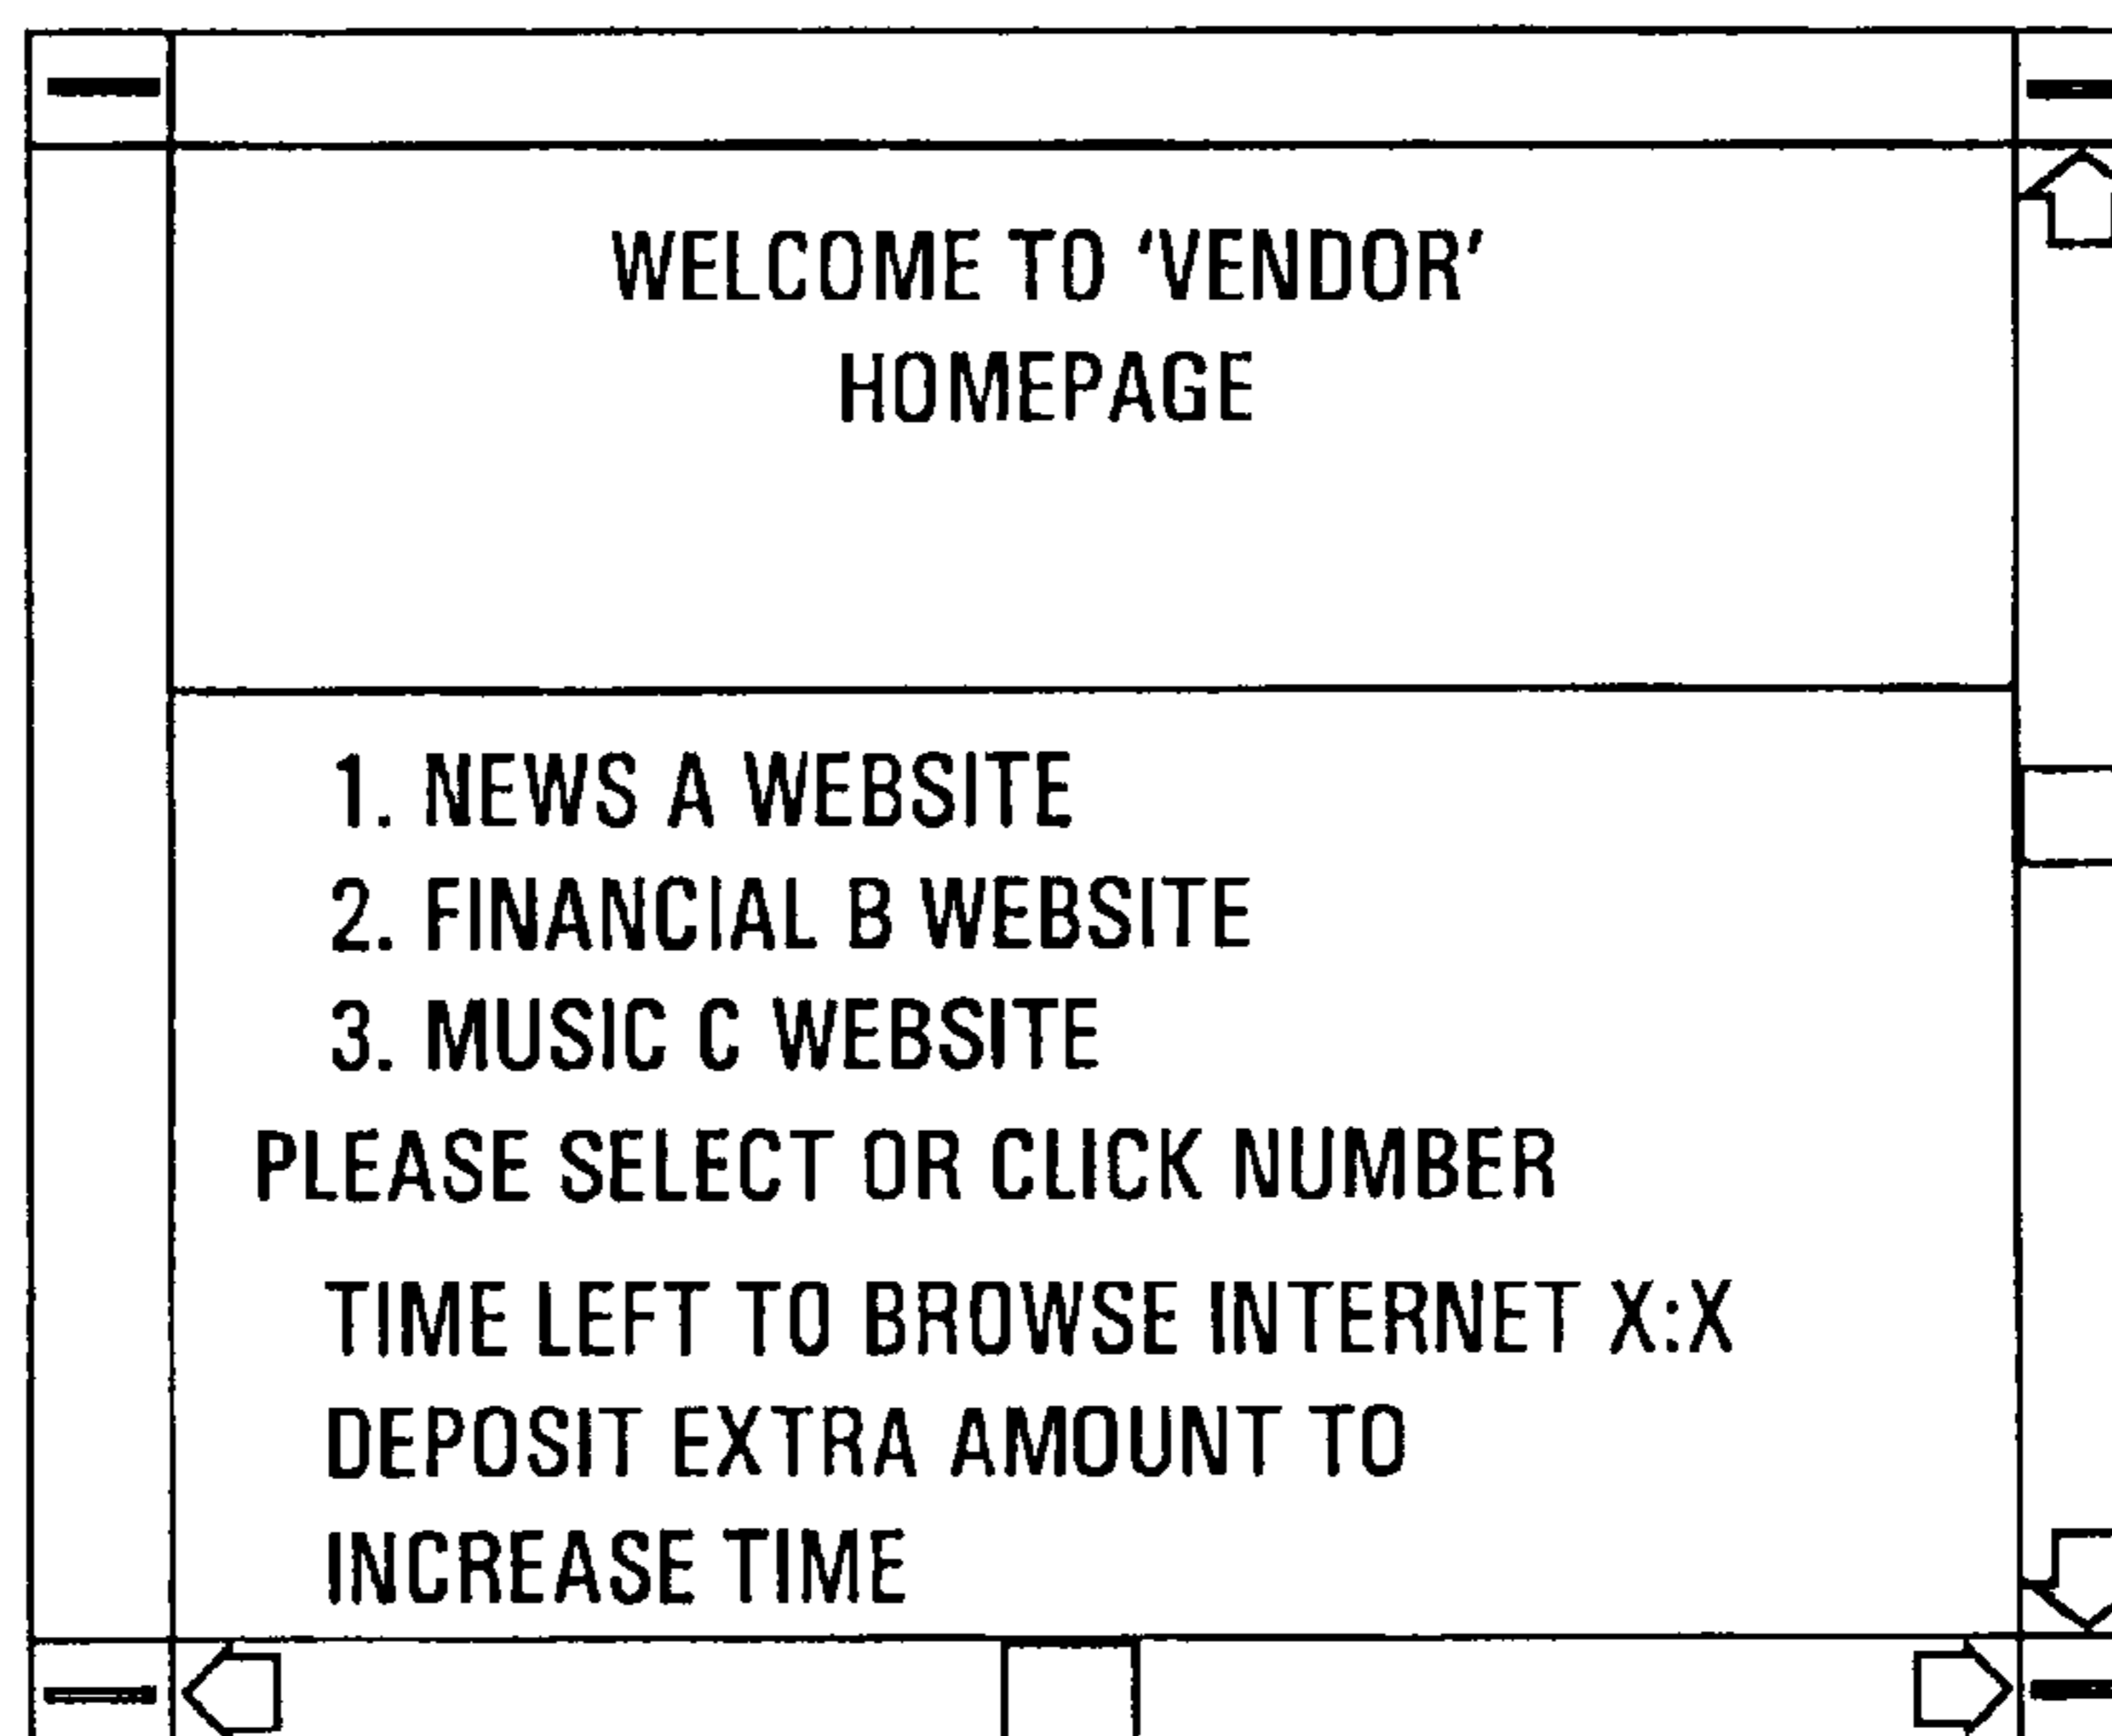 WELCOME TO 'VENDOR'
HOMEPAGE
1. NEWS A WEBSITE
2. FINANCIAL B WEBSITE
3. MUSIC C WEBSITE
PLEASE SELECT OR CLICK NUMBER
TIME LEFT TO BROWSE INTERNET X:X
DEPOSIT EXTRA AMOUNT TO
INCREASE TIME